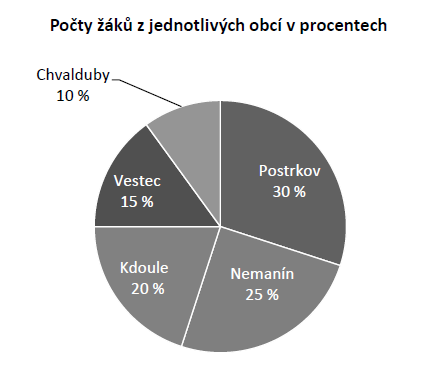 Počty žáků z jednotlivých obcí v procentech
Chvalduby
10 %
Postrkov
30 %
Vestec
15 %
Kdoule
20 %
Nemanín
25 %